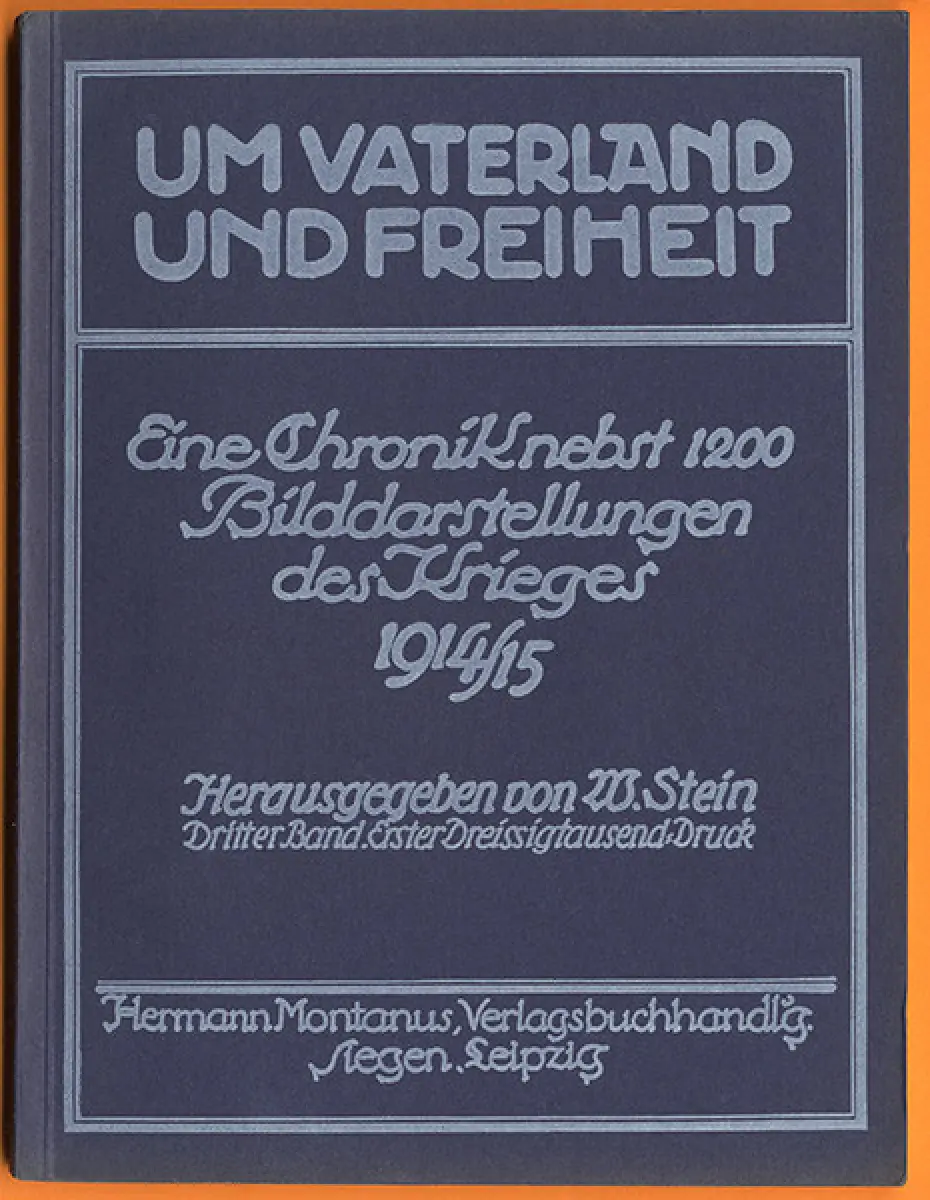 UM VATERLAND
UND FREIHEIT
Eine Chronik nebst 1200
Bilddarstellungen
des Krieges
1914/15
Herausgegeben von W. Stein
Dritter Band. Erster Dreissigtausend-Druck
Hermann Montanus, Verlagsbuchhandl'g.
Siegen. Leipzig